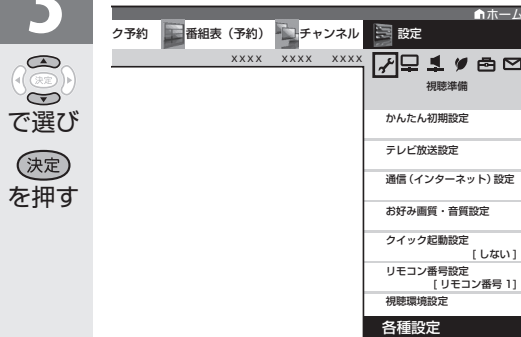 3
決定
で選び
決定
を押す
ホーム
ク予約
番組表（予約）
チャンネル
設定
xxxx xxxx xxxx
視聴準備
かんたん初期設定
テレビ放送設定
通信（インターネット）設定
お好み画質・音質設定
クイック起動設定
[しない]
リモコン番号設定
[リモコン番号 1]
視聴環境設定
各種設定